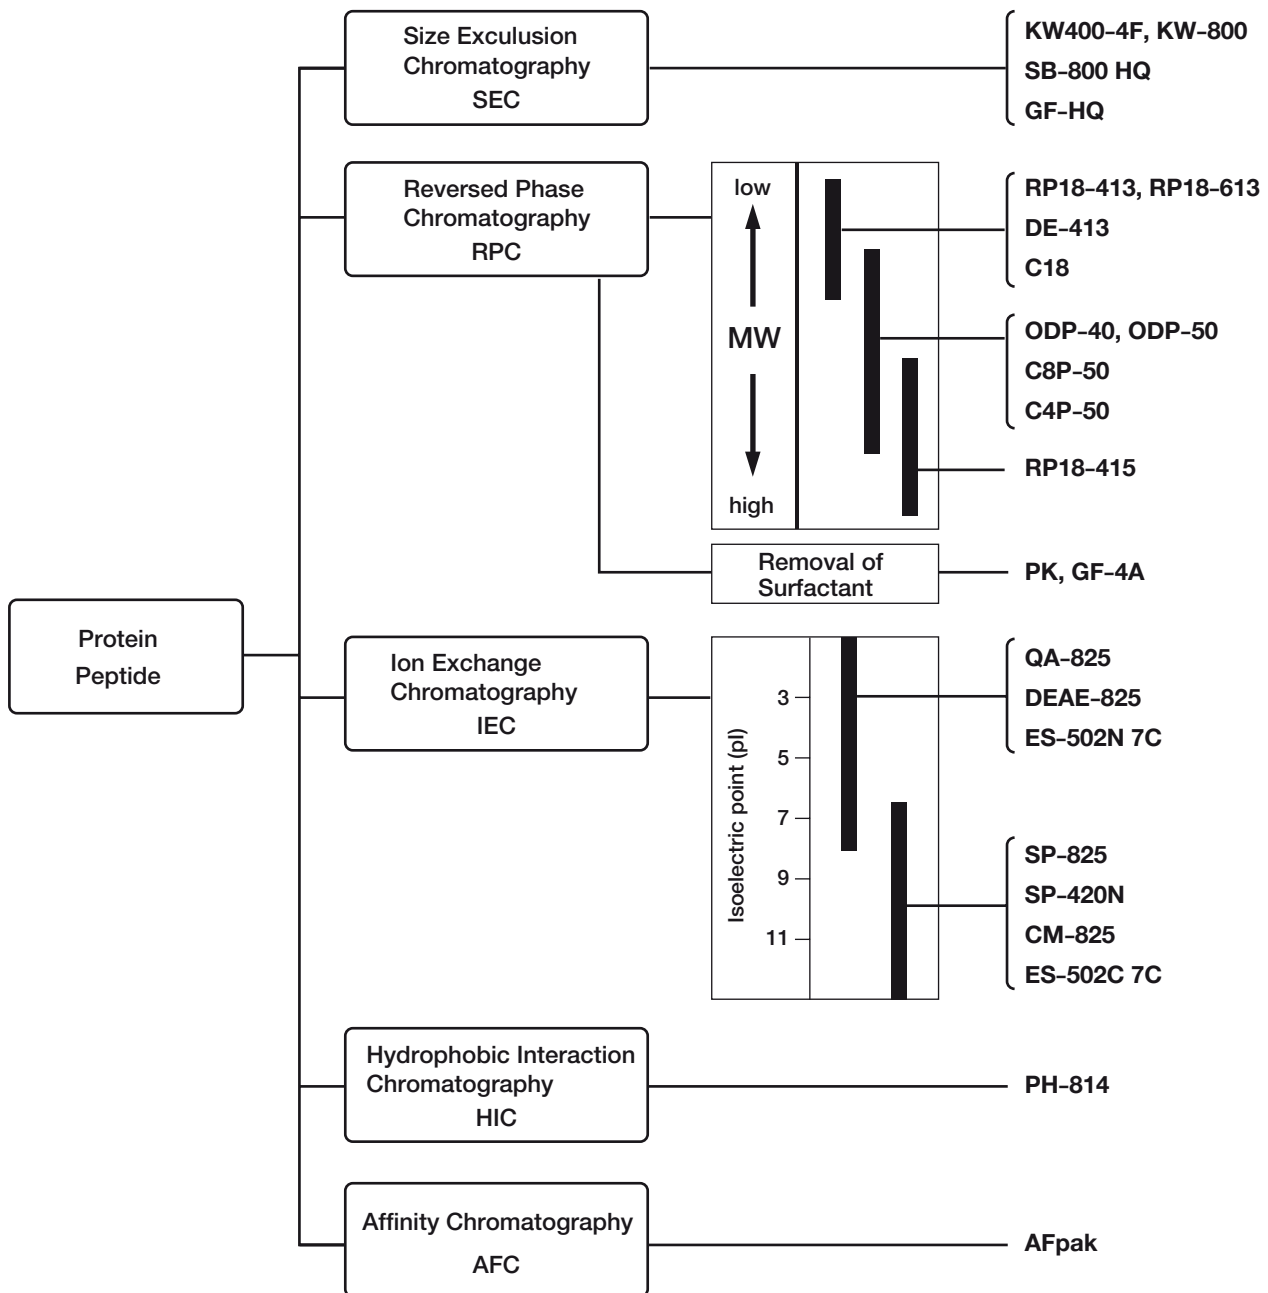 Protein
Peptide
Size Exculusion
Chromatography
SEC
KW400-4F, KW-800
SB-800 HQ
GF-HQ
Reversed Phase
Chromatography
RPC
low
MW
high
RP18-413, RP18-613
DE-413
C18
ODP-40, ODP-50
C8P-50
C4P-50
RP18-415
Removal of
Surfactant
PK, GF-4A
Ion Exchange
Chromatography
IEC
Isoelectric point (pI)
3
5
7
9
11
QA-825
DEAE-825
ES-502N 7C
SP-825
SP-420N
CM-825
ES-502C 7C
Hydrophobic Interaction
Chromatography
HIC
PH-814
Affinity Chromatography
AFC
AFpak